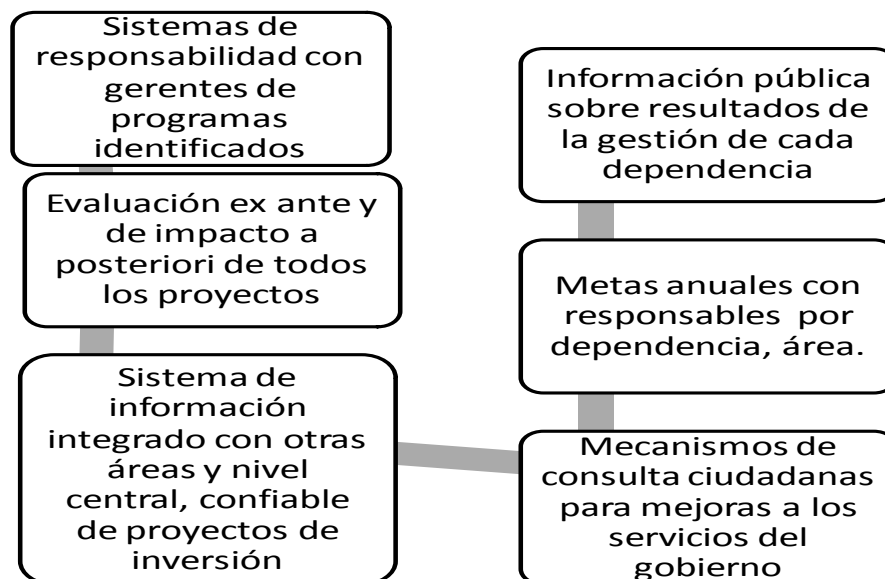 Sistemas de
responsabilidad con
gerentes de
programas
identificados
Evaluación ex ante y
de impacto a
posteriori de todos
los proyectos
Sistema de
información
integrado con otras
áreas y nivel
central, confiable
de proyectos de
inversión
Mecanismos de
consulta ciudadanas
para mejoras a los
servicios del
gobierno
Metas anuales con
responsables por
dependencia, área.
Información pública
sobre resultados de
la gestión de cada
dependencia